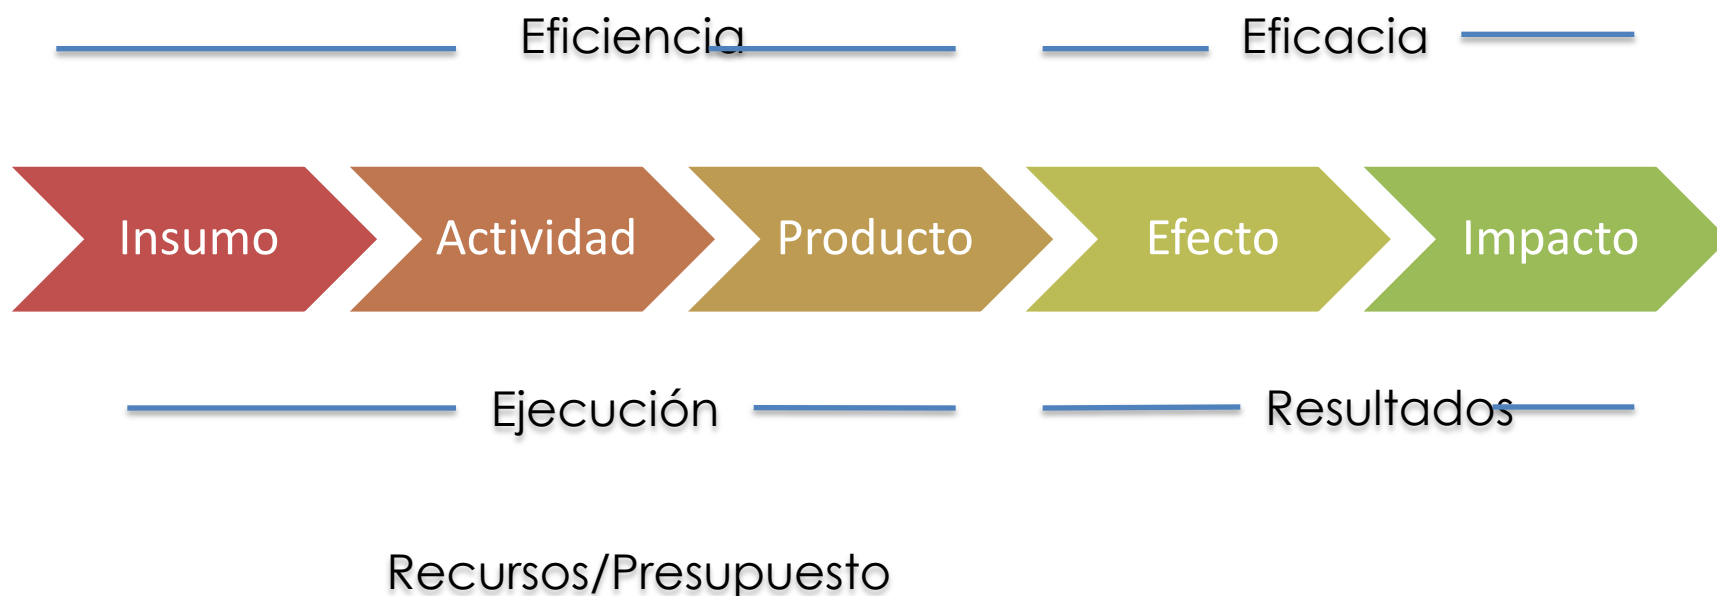 Eficiencia Eficacia
Insumo Actividad Producto Efecto Impacto
Ejecución Resultados
Recursos/Presupuesto